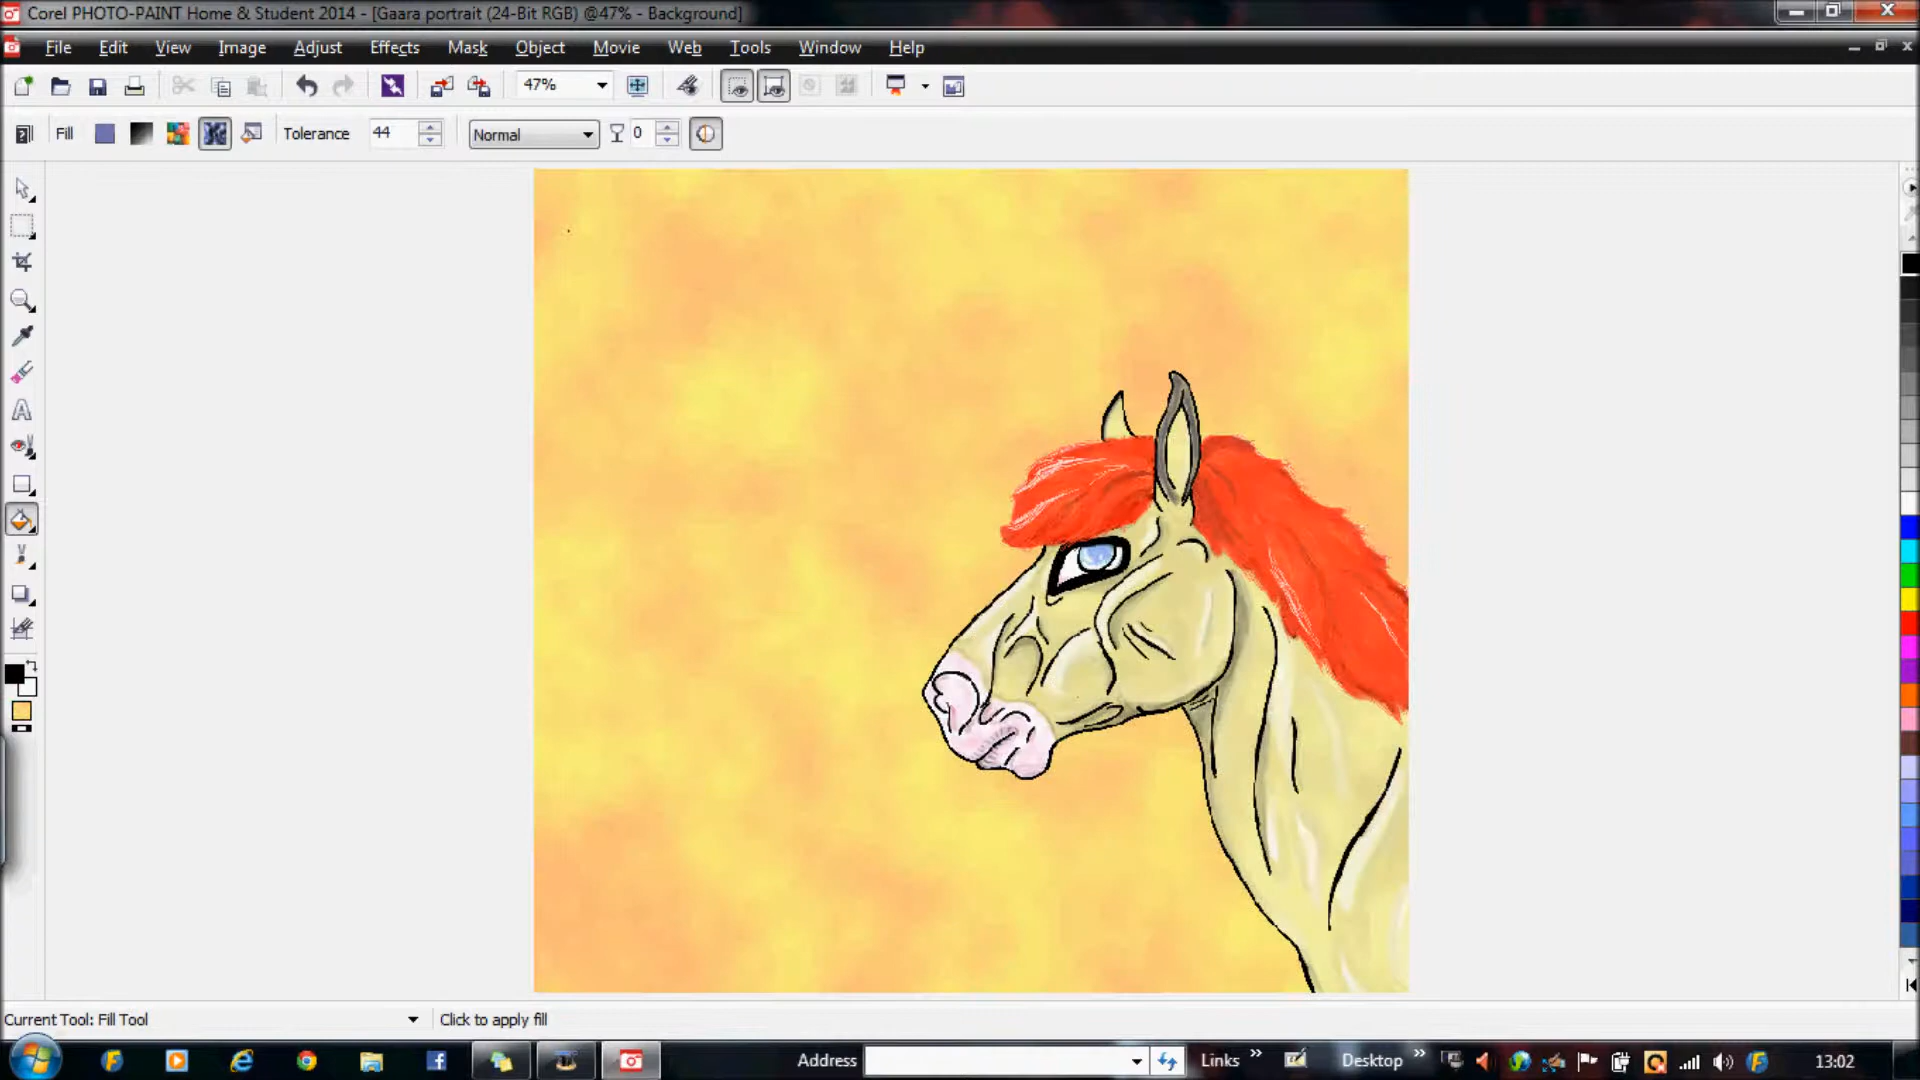 Corel PHOTO-PAINT Home & Student 2014 - [Gaara portrait (24-Bit RGB) @47% - Background]
File Edit View Image Adjust Effects Mask Object Movie Web Tools Window Help
47%
Fill Tolerance 44 Normal 0
Current Tool: Fill Tool Click to apply fill
Address Links » Desktop » 13:02